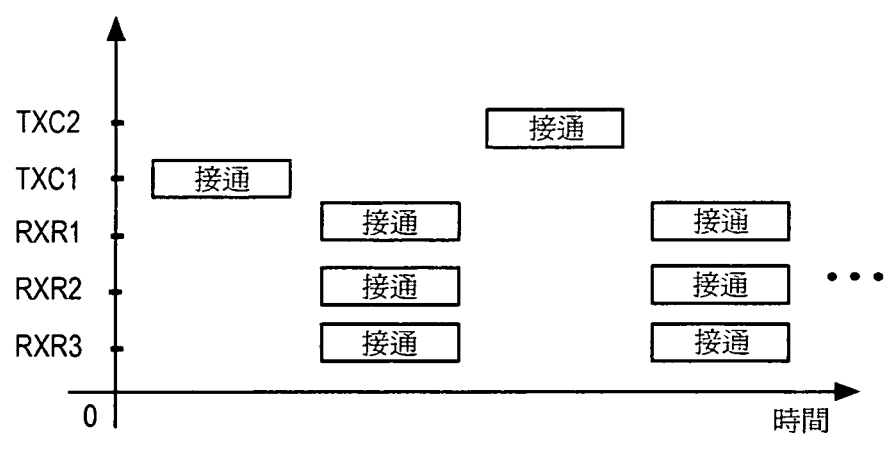 TXC2 接通
TXC1 接通
RXR1 接通 接通
RXR2 接通 接通 •••
RXR3 接通 接通
0 時間